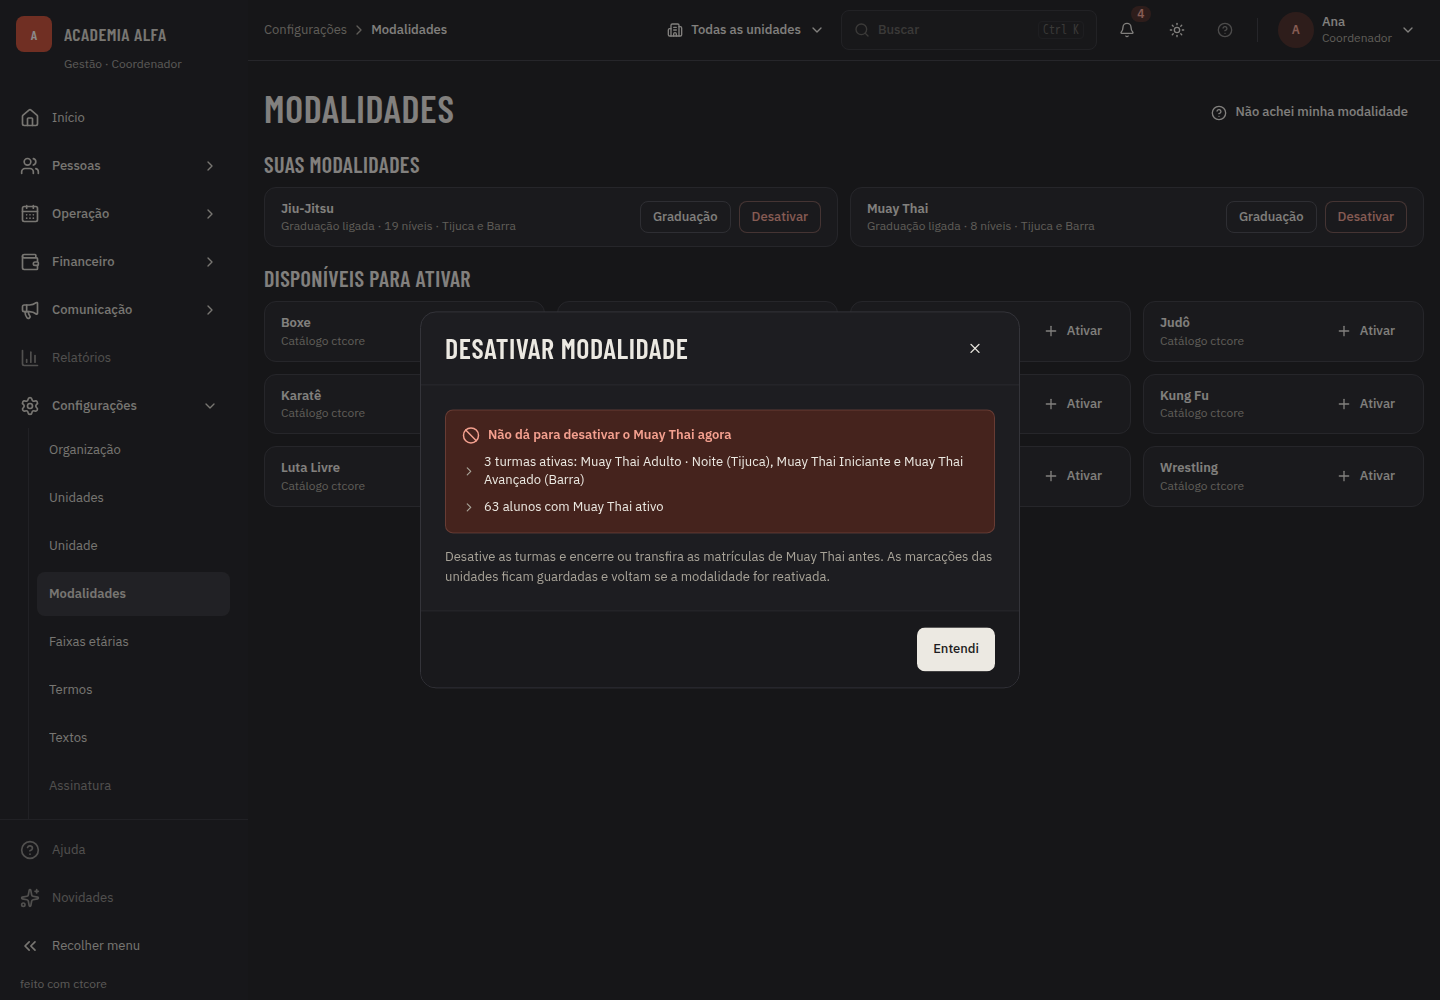 A
ACADEMIA ALFA
Gestão · Coordenador
Início
Pessoas
Operação
Financeiro
Comunicação
Relatórios
Configurações
Organização
Unidades
Unidade
Modalidades
Faixas etárias
Termos
Textos
Assinatura
Ajuda
Novidades
Recolher menu
feito com ctcore
Configurações
Modalidades
Todas as unidades
Buscar
Ctrl K
4
A
Ana
Coordenador
MODALIDADES
Não achei minha modalidade
SUAS MODALIDADES
Jiu-Jitsu
Graduação ligada · 19 níveis · Tijuca e Barra
Graduação
Desativar
Muay Thai
Graduação ligada · 8 níveis · Tijuca e Barra
Graduação
Desativar
DISPONÍVEIS PARA ATIVAR
Boxe
Catálogo ctcore
Ativar
Judô
Catálogo ctcore
Ativar
Karatê
Catálogo ctcore
Ativar
Kung Fu
Catálogo ctcore
Ativar
Luta Livre
Catálogo ctcore
Ativar
Wrestling
Catálogo ctcore
Ativar
DESATIVAR MODALIDADE
Não dá para desativar o Muay Thai agora
3 turmas ativas: Muay Thai Adulto · Noite (Tijuca), Muay Thai Iniciante e Muay Thai
Avançado (Barra)
63 alunos com Muay Thai ativo
Desative as turmas e encerre ou transfira as matrículas de Muay Thai antes. As marcações das
unidades ficam guardadas e voltam se a modalidade for reativada.
Entendi